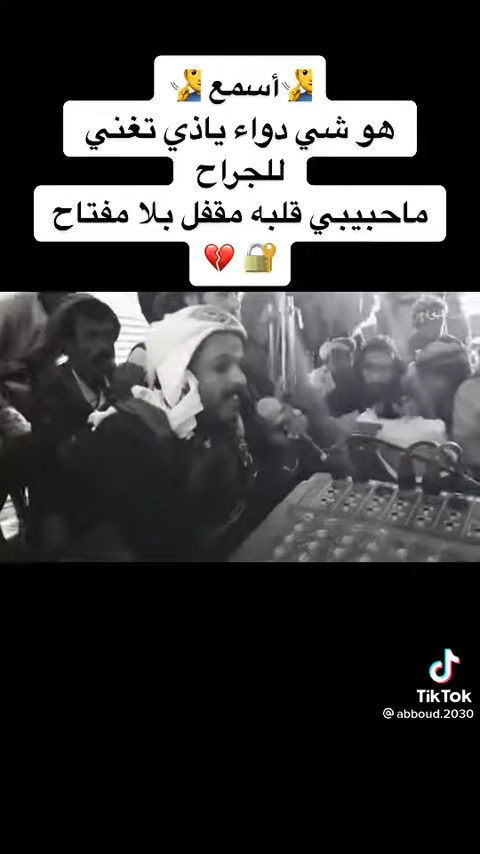 أسمع
هو شي دواء ياذي تغني
للجراح
ماحبيبي قلبه مقفل بلا مفتاح
TikTok
@abboud.2030